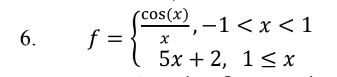 6. f = { cos(x)/x , −1 < x < 1
5x + 2, 1 ≤ x